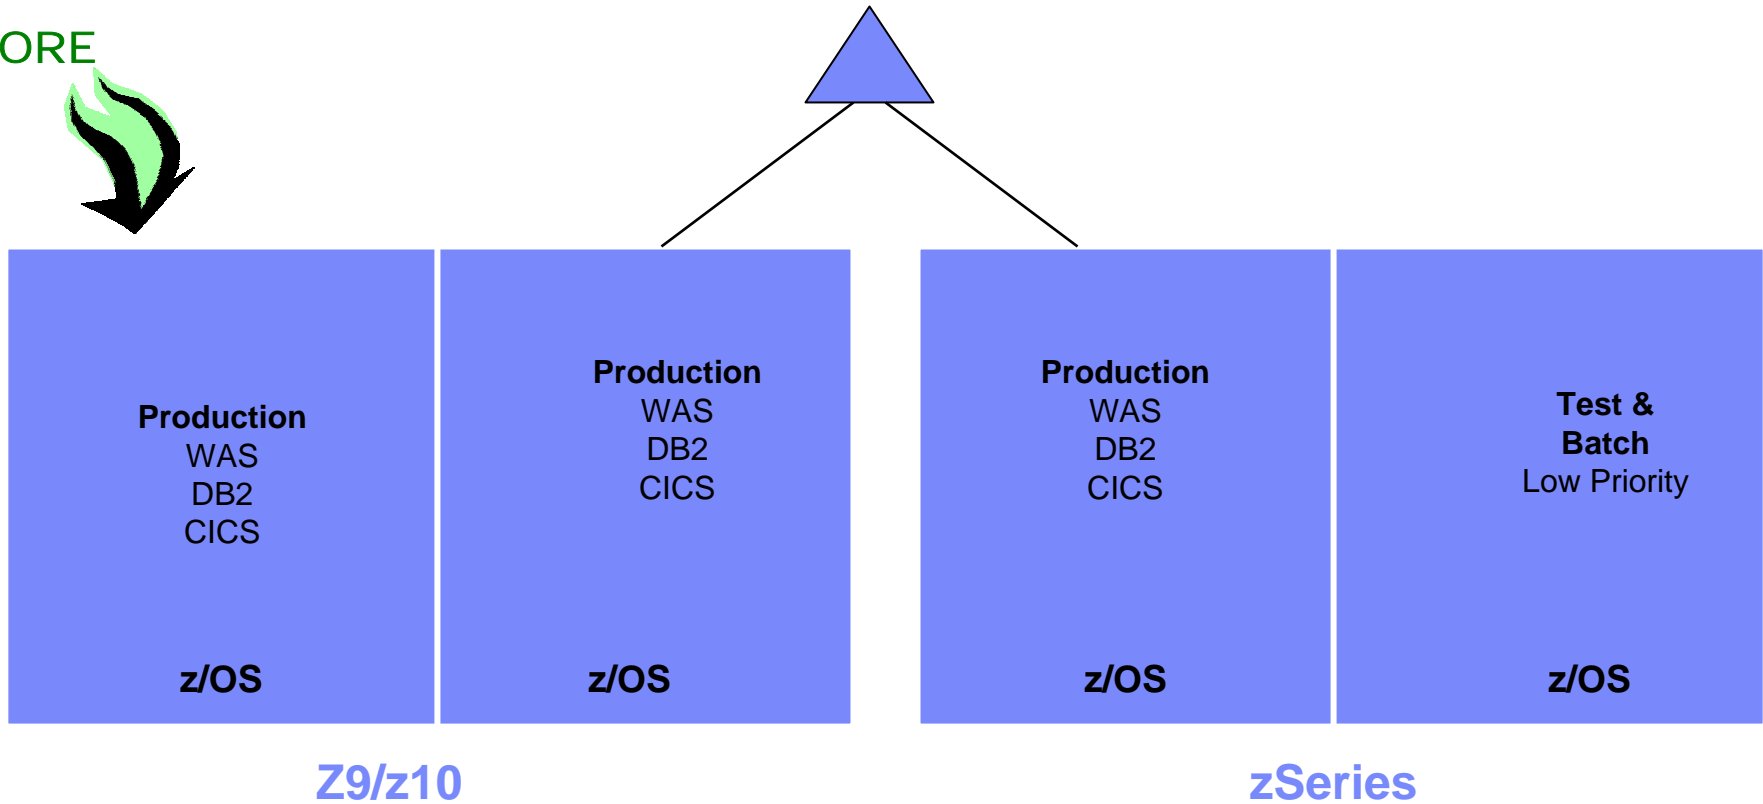 ORE
Production
WAS
DB2
CICS
z/OS
Production
WAS
DB2
CICS
z/OS
Production
WAS
DB2
CICS
z/OS
Test &
Batch
Low Priority
z/OS
Z9/z10
zSeries